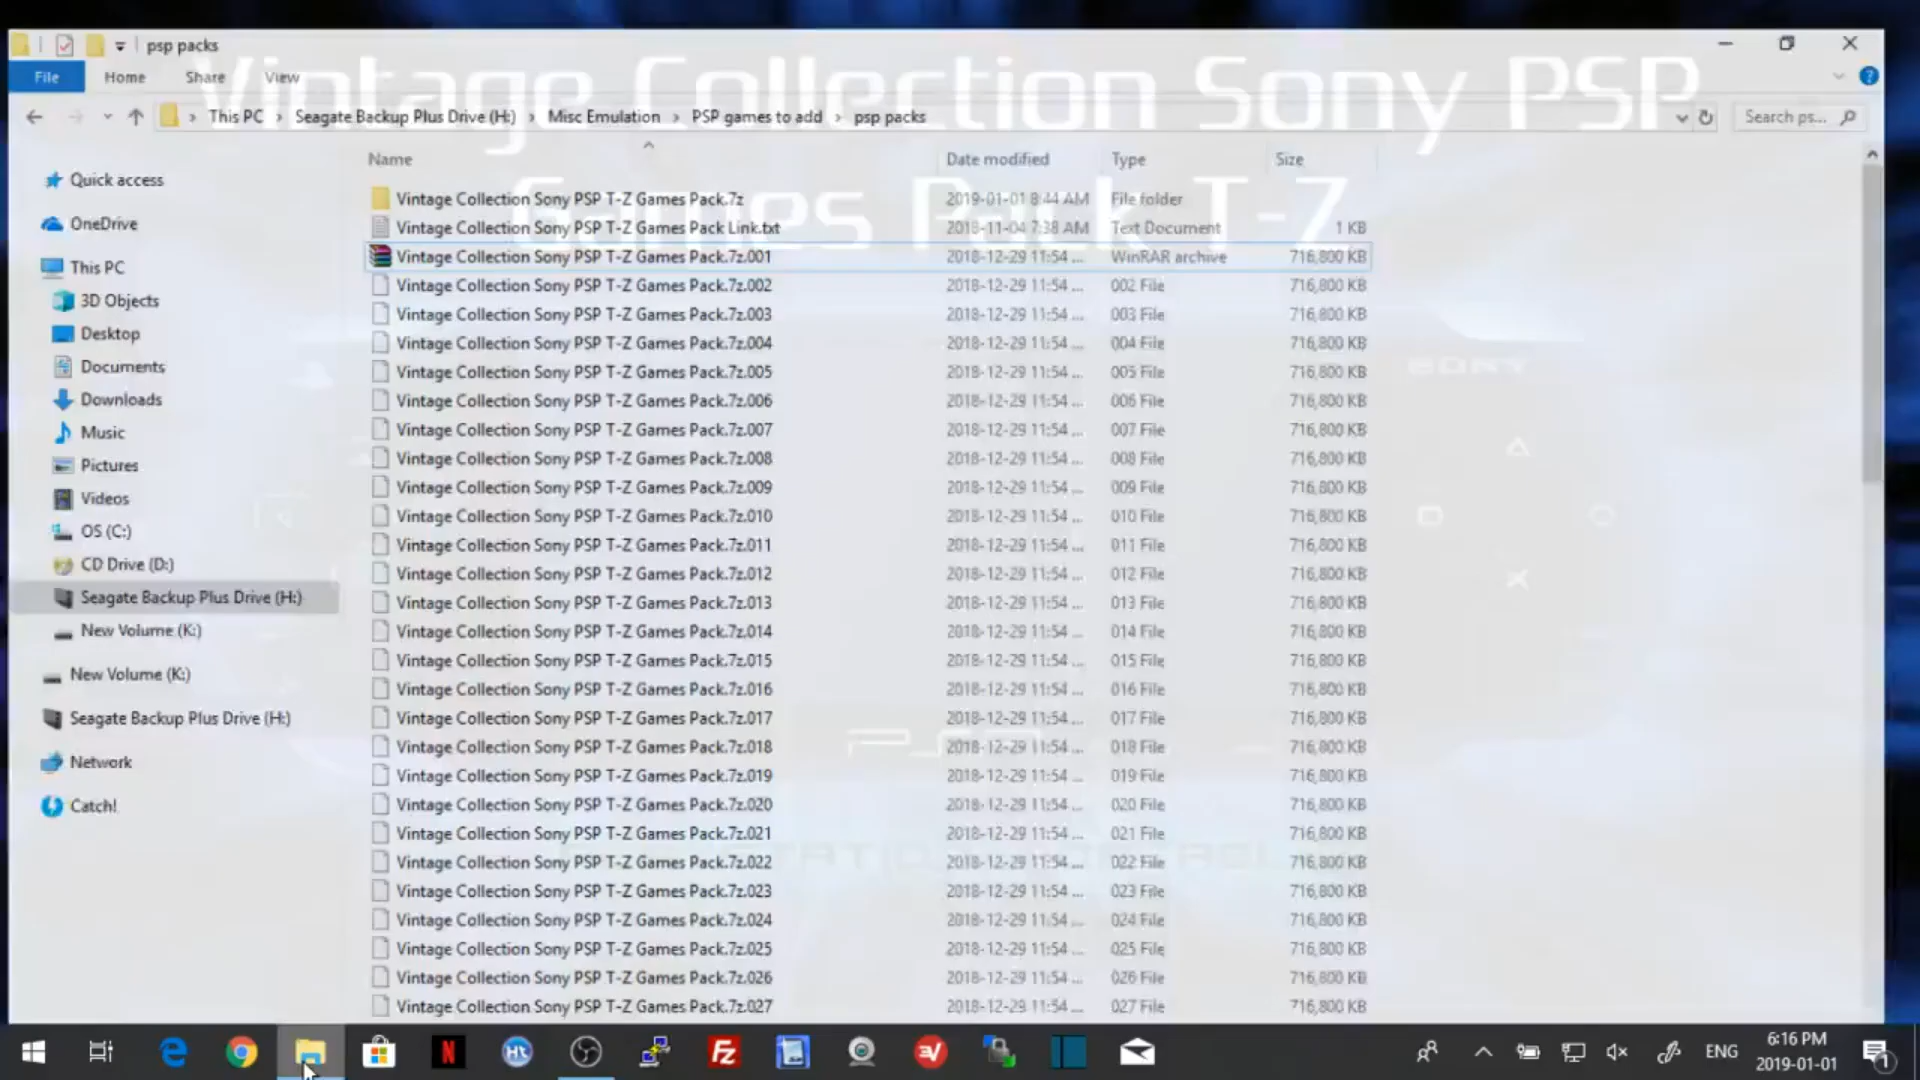 psp packs
File Home Share View
Vintage Collection Sony PSP
Games Pack T-Z
This PC > Seagate Backup Plus Drive (H:) > Misc Emulation > PSP games to add > psp packs
Search ps...
Name Date modified Type Size
Quick access
OneDrive
This PC
3D Objects
Desktop
Documents
Downloads
Music
Pictures
Videos
OS (C:)
CD Drive (D:)
Seagate Backup Plus Drive (H:)
New Volume (K:)
New Volume (K:)
Seagate Backup Plus Drive (H:)
Network
Catch!
Vintage Collection Sony PSP T-Z Games Pack.7z 2019-01-01 8:44 AM File folder
Vintage Collection Sony PSP T-Z Games Pack Link.txt 2018-11-04 7:38 AM Text Document 1 KB
Vintage Collection Sony PSP T-Z Games Pack.7z.001 2018-12-29 11:54 ... WinRAR archive 716,800 KB
Vintage Collection Sony PSP T-Z Games Pack.7z.002 2018-12-29 11:54 ... 002 File 716,800 KB
Vintage Collection Sony PSP T-Z Games Pack.7z.003 2018-12-29 11:54 ... 003 File 716,800 KB
Vintage Collection Sony PSP T-Z Games Pack.7z.004 2018-12-29 11:54 ... 004 File 716,800 KB
Vintage Collection Sony PSP T-Z Games Pack.7z.005 2018-12-29 11:54 ... 005 File 716,800 KB
Vintage Collection Sony PSP T-Z Games Pack.7z.006 2018-12-29 11:54 ... 006 File 716,800 KB
Vintage Collection Sony PSP T-Z Games Pack.7z.007 2018-12-29 11:54 ... 007 File 716,800 KB
Vintage Collection Sony PSP T-Z Games Pack.7z.008 2018-12-29 11:54 ... 008 File 716,800 KB
Vintage Collection Sony PSP T-Z Games Pack.7z.009 2018-12-29 11:54 ... 009 File 716,800 KB
Vintage Collection Sony PSP T-Z Games Pack.7z.010 2018-12-29 11:54 ... 010 File 716,800 KB
Vintage Collection Sony PSP T-Z Games Pack.7z.011 2018-12-29 11:54 ... 011 File 716,800 KB
Vintage Collection Sony PSP T-Z Games Pack.7z.012 2018-12-29 11:54 ... 012 File 716,800 KB
Vintage Collection Sony PSP T-Z Games Pack.7z.013 2018-12-29 11:54 ... 013 File 716,800 KB
Vintage Collection Sony PSP T-Z Games Pack.7z.014 2018-12-29 11:54 ... 014 File 716,800 KB
Vintage Collection Sony PSP T-Z Games Pack.7z.015 2018-12-29 11:54 ... 015 File 716,800 KB
Vintage Collection Sony PSP T-Z Games Pack.7z.016 2018-12-29 11:54 ... 016 File 716,800 KB
Vintage Collection Sony PSP T-Z Games Pack.7z.017 2018-12-29 11:54 ... 017 File 716,800 KB
Vintage Collection Sony PSP T-Z Games Pack.7z.018 2018-12-29 11:54 ... 018 File 716,800 KB
Vintage Collection Sony PSP T-Z Games Pack.7z.019 2018-12-29 11:54 ... 019 File 716,800 KB
Vintage Collection Sony PSP T-Z Games Pack.7z.020 2018-12-29 11:54 ... 020 File 716,800 KB
Vintage Collection Sony PSP T-Z Games Pack.7z.021 2018-12-29 11:54 ... 021 File 716,800 KB
Vintage Collection Sony PSP T-Z Games Pack.7z.022 2018-12-29 11:54 ... 022 File 716,800 KB
Vintage Collection Sony PSP T-Z Games Pack.7z.023 2018-12-29 11:54 ... 023 File 716,800 KB
Vintage Collection Sony PSP T-Z Games Pack.7z.024 2018-12-29 11:54 ... 024 File 716,800 KB
Vintage Collection Sony PSP T-Z Games Pack.7z.025 2018-12-29 11:54 ... 025 File 716,800 KB
Vintage Collection Sony PSP T-Z Games Pack.7z.026 2018-12-29 11:54 ... 026 File 716,800 KB
Vintage Collection Sony PSP T-Z Games Pack.7z.027 2018-12-29 11:54 ... 027 File 716,800 KB
SONY
PSP
ENG
6:16 PM
2019-01-01